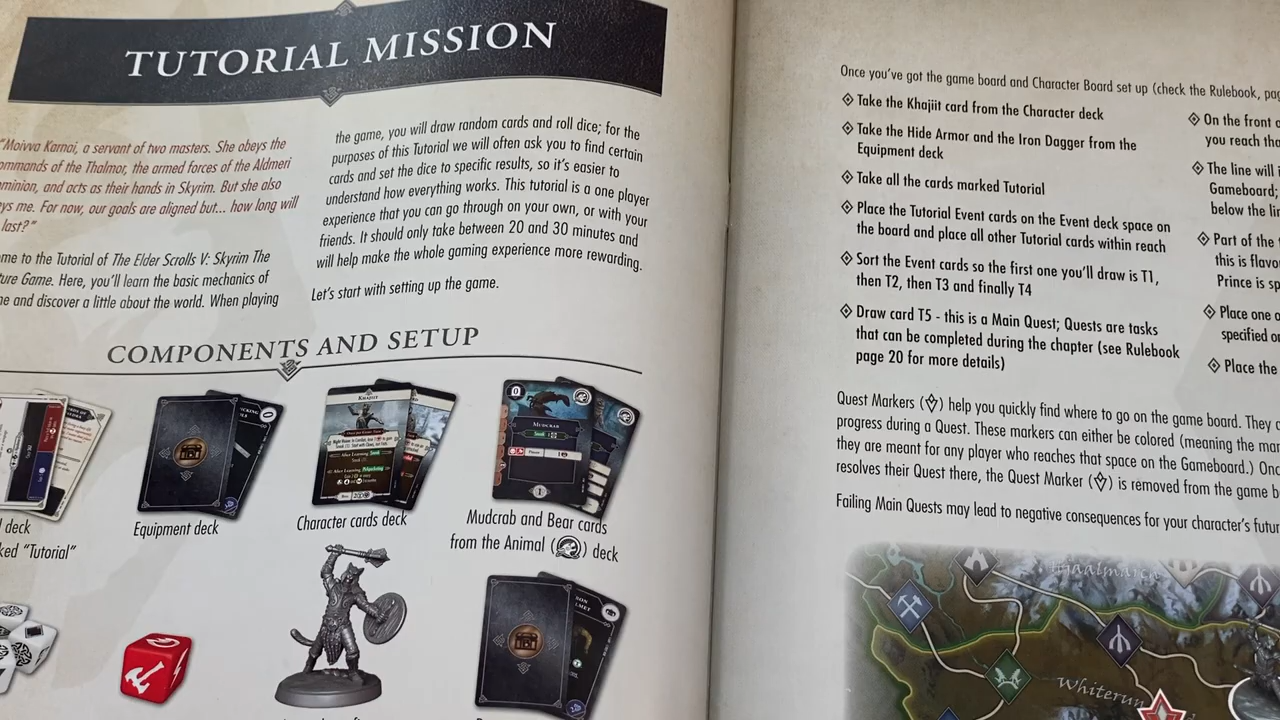 TUTORIAL MISSION
"Moivva Karnai, a servant of two masters. She obeys the
ommands of the Thalmor, the armed forces of the Aldmeri
ominion, and acts as their hands in Skyrim. But she also
ys me. For now, our goals are aligned but... how long will
last?"
me to the Tutorial of The Elder Scrolls V: Skyrim The
ture Game. Here, you'll learn the basic mechanics of
e and discover a little about the world. When playing
the game, you will draw random cards and roll dice; for the
purposes of this Tutorial we will often ask you to find certain
cards and set the dice to specific results, so it's easier to
understand how everything works. This tutorial is a one player
experience that you can go through on your own, or with your
friends. It should only take between 20 and 30 minutes and
will help make the whole gaming experience more rewarding.
Let's start with setting up the game.
COMPONENTS AND SETUP
KHAJIIT
MUDCRAB
d deck
ked "Tutorial"
Equipment deck
Character cards deck
Mudcrab and Bear cards
from the Animal ( ) deck
Once you've got the game board and Character Board set up (check the Rulebook, pag
Take the Khajiit card from the Character deck
Take the Hide Armor and the Iron Dagger from the
Equipment deck
Take all the cards marked Tutorial
Place the Tutorial Event cards on the Event deck space on
the board and place all other Tutorial cards within reach
Sort the Event cards so the first one you'll draw is T1,
then T2, then T3 and finally T4
Draw card T5 - this is a Main Quest; Quests are tasks
that can be completed during the chapter (see Rulebook
page 20 for more details)
On the front o
you reach tha
The line will i
Gameboard;
below the li
Part of the
this is flavo
Prince is sp
Place one o
specified o
Place the
Quest Markers ( ) help you quickly find where to go on the game board. They c
progress during a Quest. These markers can either be colored (meaning the mar
they are meant for any player who reaches that space on the Gameboard.) Onc
resolves their Quest there, the Quest Marker ( ) is removed from the game b
Failing Main Quests may lead to negative consequences for your character's futur
Hjaalmarch
Whiterun